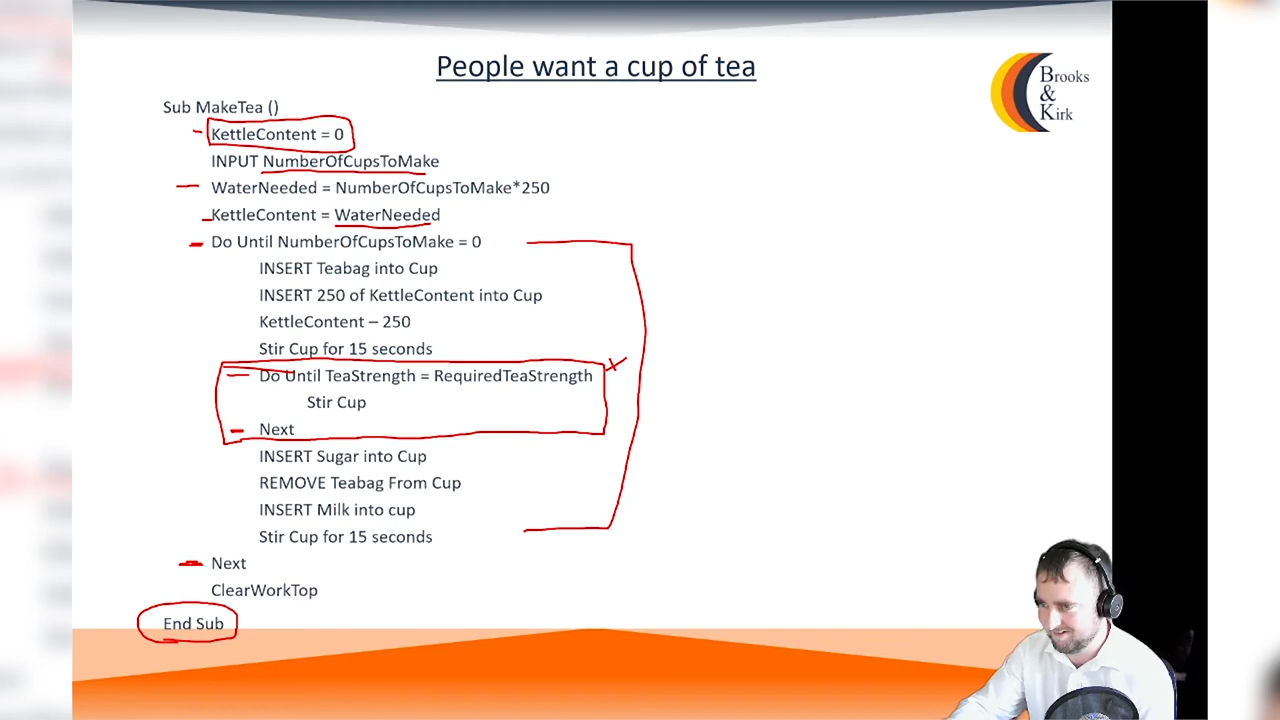 People want a cup of tea
Brooks
&
Kirk
Sub MakeTea ()
KettleContent = 0
INPUT NumberOfCupsToMake
WaterNeeded = NumberOfCupsToMake*250
KettleContent = WaterNeeded
Do Until NumberOfCupsToMake = 0
INSERT Teabag into Cup
INSERT 250 of KettleContent into Cup
KettleContent – 250
Stir Cup for 15 seconds
Do Until TeaStrength = RequiredTeaStrength
Stir Cup
Next
INSERT Sugar into Cup
REMOVE Teabag From Cup
INSERT Milk into cup
Stir Cup for 15 seconds
Next
ClearWorkTop
End Sub